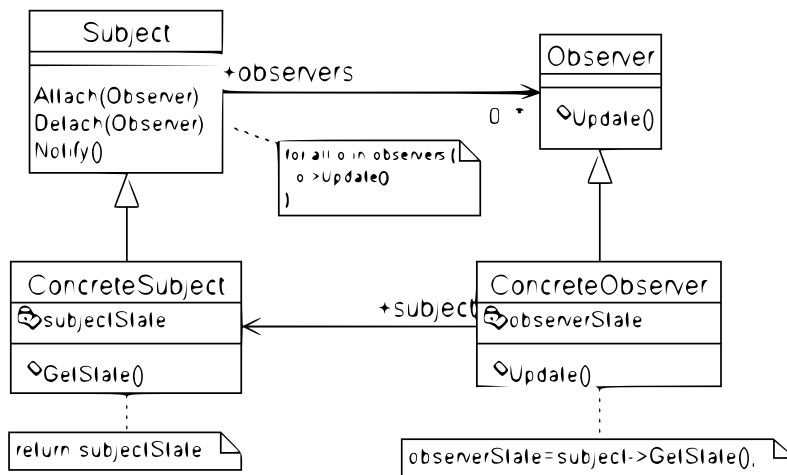 Subject
Attach(Observer)
Detach(Observer)
Notify()
+observers
0 *
Observer
Update()
for all o in observers {
o->Update()
}
ConcreteSubject
subjectState
GetState()
+subject
ConcreteObserver
observerState
Update()
return subjectState
observerState=subject->GetState();